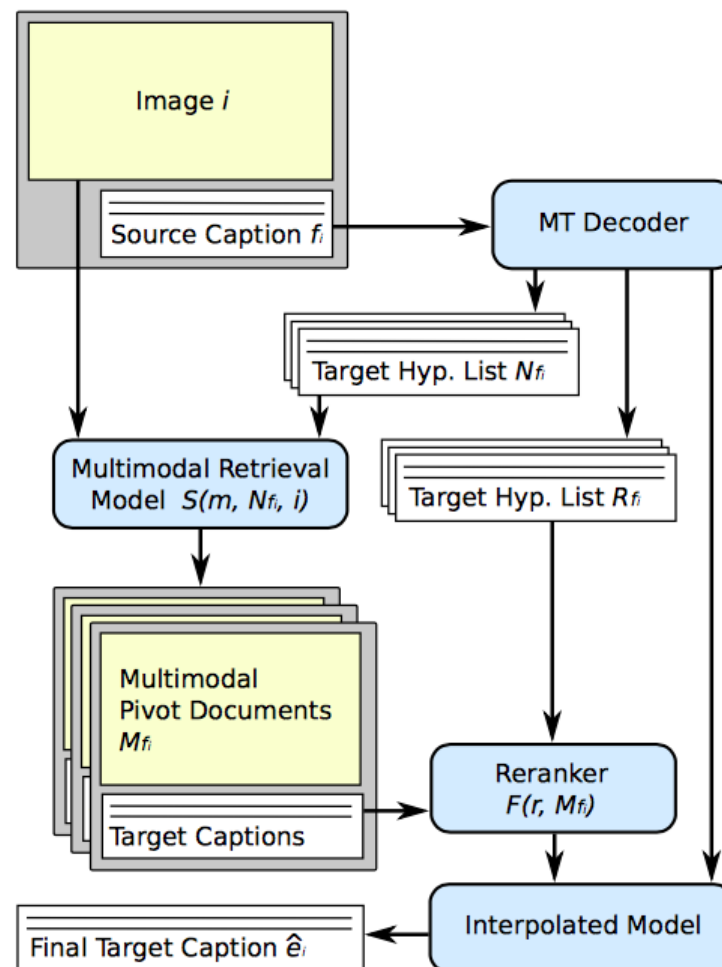 Image i
Source Caption fᵢ
MT Decoder
Target Hyp. List Nfᵢ
Multimodal Retrieval
Model S(m, Nfᵢ, i)
Target Hyp. List Rfᵢ
Multimodal
Pivot Documents
Mfᵢ
Target Captions
Reranker
F(r, Mfᵢ)
Interpolated Model
Final Target Caption êᵢ